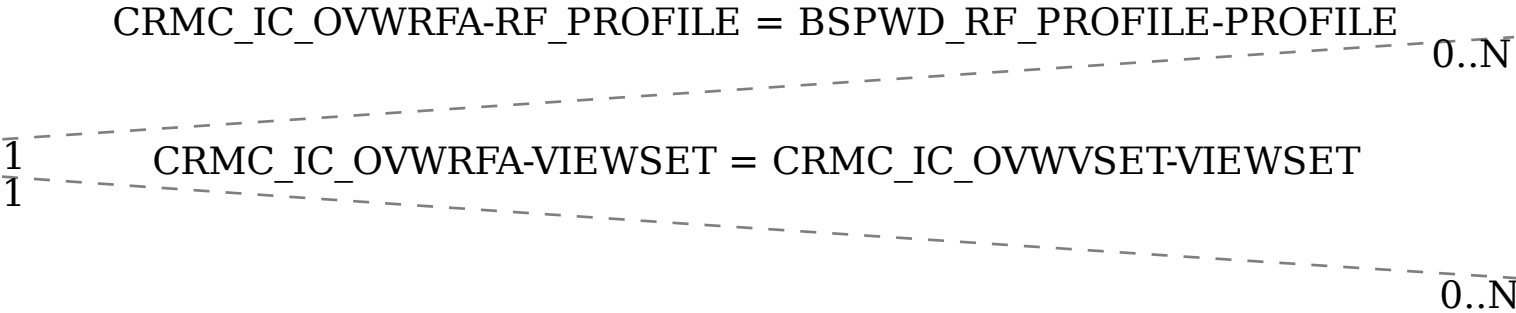 CRMC_IC_OVWRFA-RF_PROFILE = BSPWD_RF_PROFILE-PROFILE
0..N
1
CRMC_IC_OVWRFA-VIEWSET = CRMC_IC_OVWVSET-VIEWSET
1
0..N